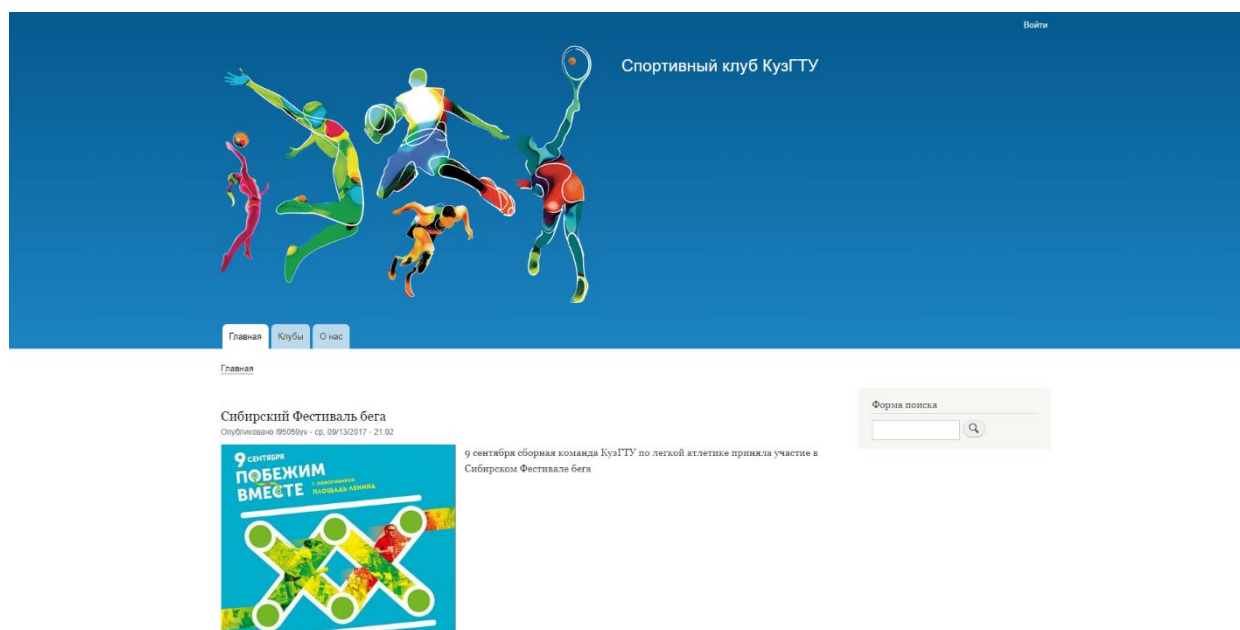 Войти
Спортивный клуб КузГТУ
Главная
Клубы
О нас
Главная
Форма поиска
Сибирский Фестиваль бега
Опубликовано i95059yv - ср, 09/13/2017 - 21:02
9 сентября сборная команда КузГТУ по легкой атлетике приняла участие в
Сибирском Фестивале бега
9 СЕНТЯБРЯ
ПОБЕЖИМ
ВМЕСТЕ
Г. НОВОСИБИРСК
ПЛОЩАДЬ ЛЕНИНА